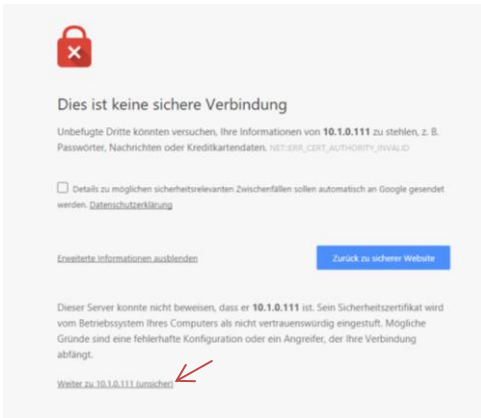 Dies ist keine sichere Verbindung
Unbefugte Dritte könnten versuchen, Ihre Informationen von 10.1.0.111 zu stehlen, z. B.
Passwörter, Nachrichten oder Kreditkartendaten. NET::ERR_CERT_AUTHORITY_INVALID
Details zu möglichen sicherheitsrelevanten Zwischenfällen sollen automatisch an Google gesendet
werden. Datenschutzerklärung
Erweiterte Informationen ausblenden
Zurück zu sicherer Website
Dieser Server konnte nicht beweisen, dass er 10.1.0.111 ist. Sein Sicherheitszertifikat wird
vom Betriebssystem Ihres Computers als nicht vertrauenswürdig eingestuft. Mögliche
Gründe sind eine fehlerhafte Konfiguration oder ein Angreifer, der Ihre Verbindung
abfängt.
Weiter zu 10.1.0.111 (unsicher)